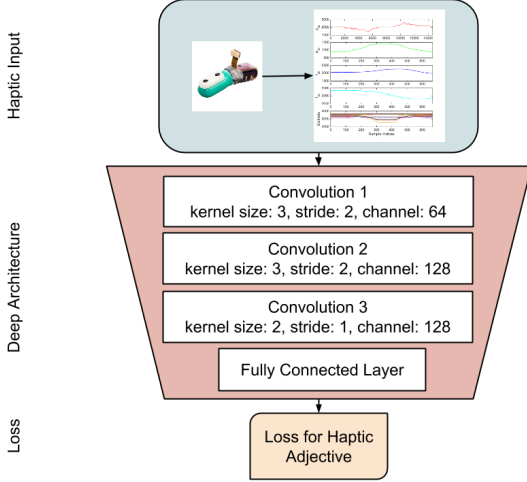 Haptic Input
Sample Indices
Deep Architecture
Convolution 1
kernel size: 3, stride: 2, channel: 64
Convolution 2
kernel size: 3, stride: 2, channel: 128
Convolution 3
kernel size: 2, stride: 1, channel: 128
Fully Connected Layer
Loss
Loss for Haptic
Adjective